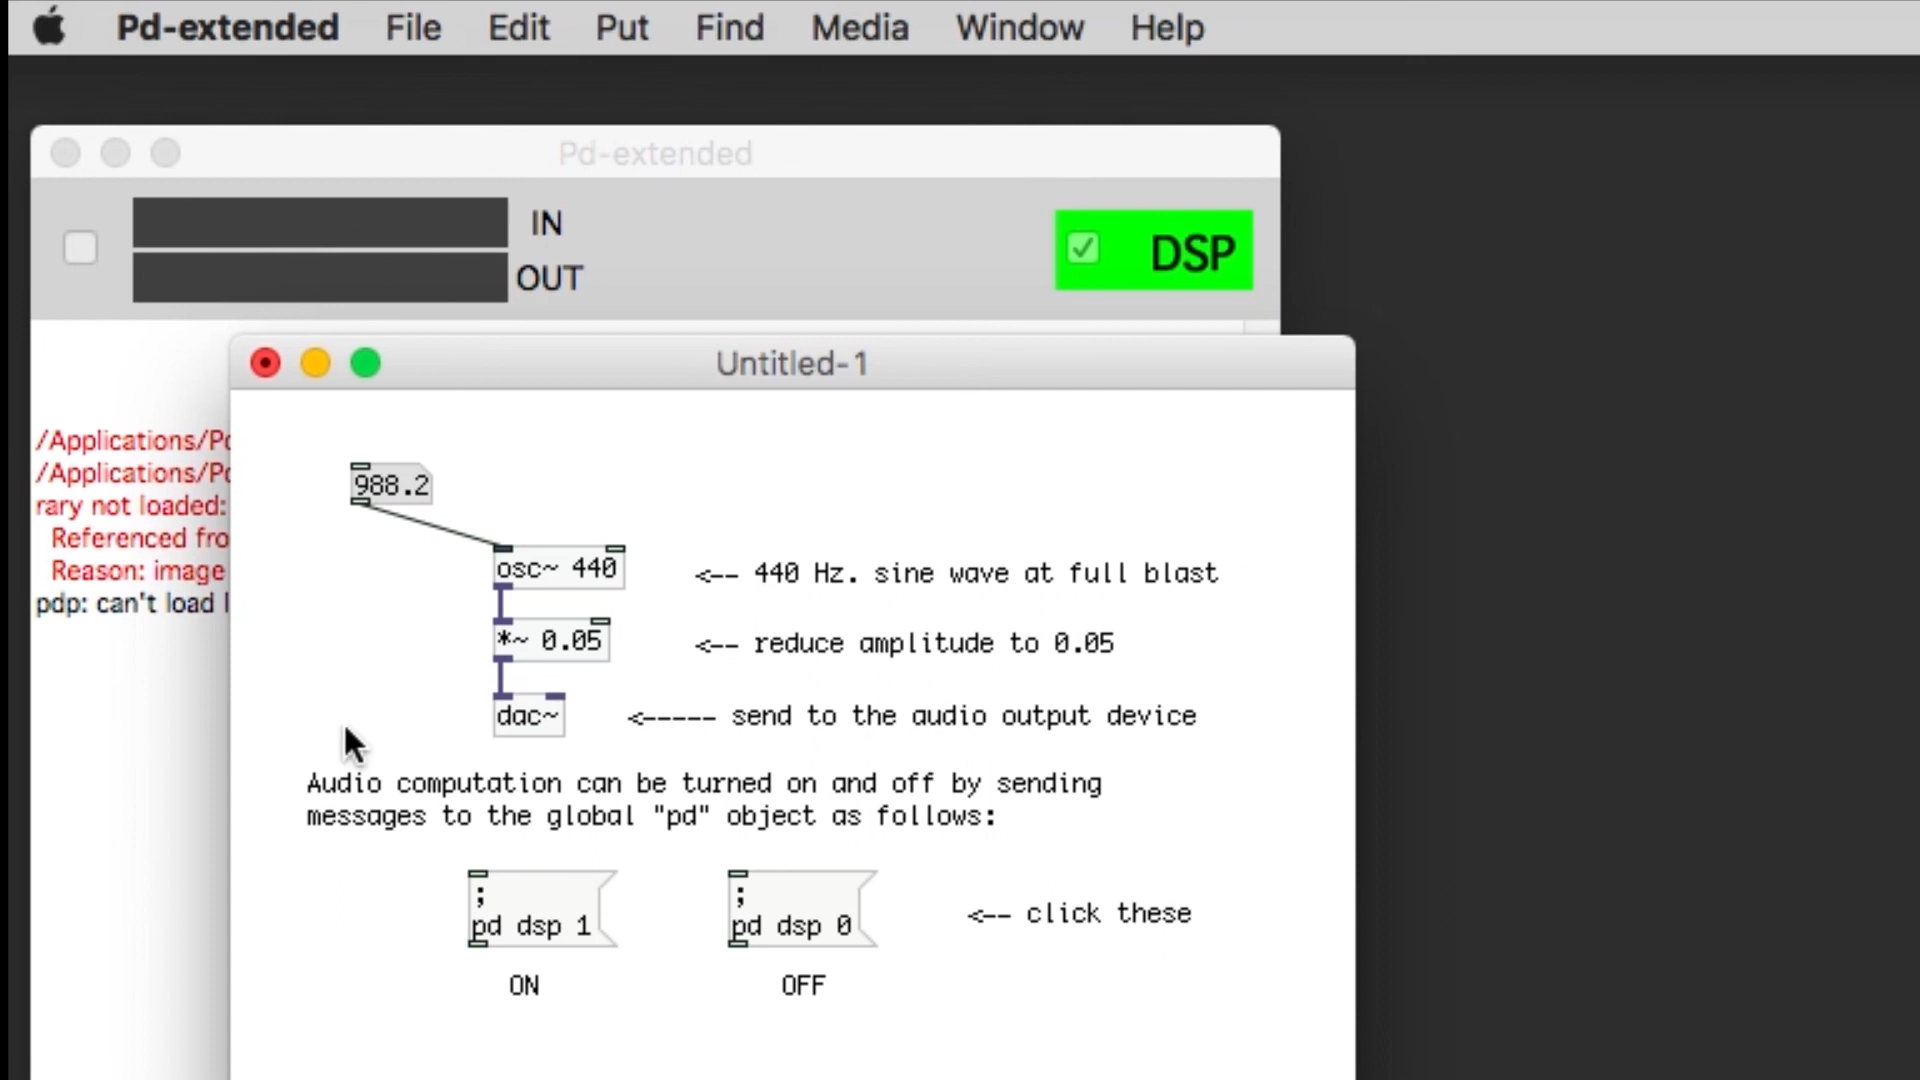 Pd-extended File Edit Put Find Media Window Help
Pd-extended
IN
OUT
DSP
Untitled-1
/Applications/
/Applications/
rary not loaded:
Referenced
Reason: image
pdp: can't load
988.2
osc~ 440
<-- 440 Hz. sine wave at full blast
*~ 0.05
<-- reduce amplitude to 0.05
dac~
<----- send to the audio output device
Audio computation can be turned on and off by sending
messages to the global "pd" object as follows:
;
pd dsp 1
;
pd dsp 0
<-- click these
ON
OFF